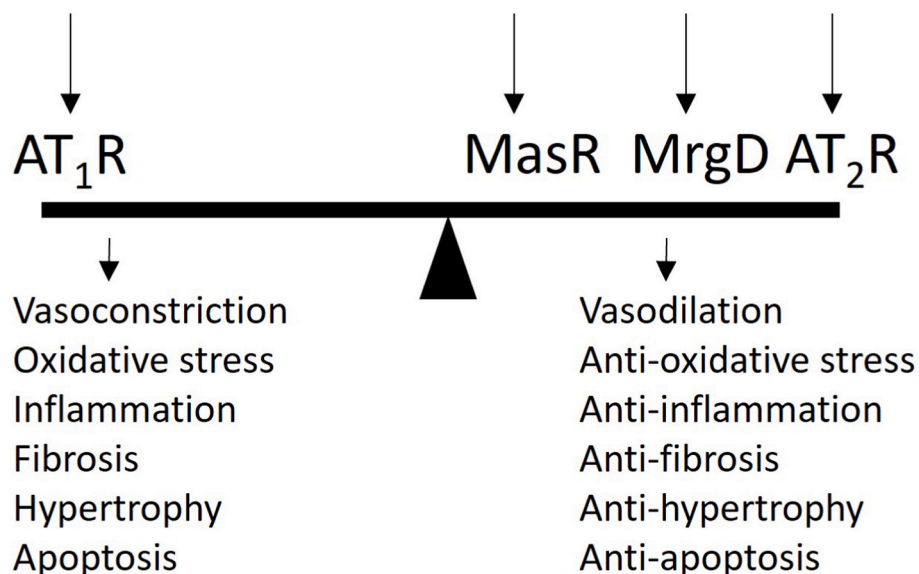 AT₁R MasR MrgD AT₂R
Vasoconstriction
Oxidative stress
Inflammation
Fibrosis
Hypertrophy
Apoptosis
Vasodilation
Anti-oxidative stress
Anti-inflammation
Anti-fibrosis
Anti-hypertrophy
Anti-apoptosis